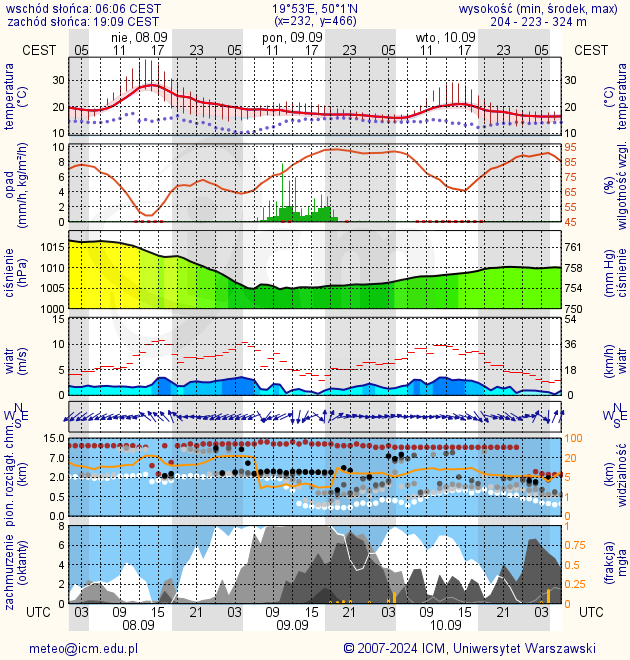 wschód słońca: 06:06 CEST 19°53'E, 50°1'N wysokość (min, środek, max)
zachód słońca: 19:09 CEST (x=232, y=466) 204 - 223 - 324 m
nie, 08.09 pon, 09.09 wto, 10.09
CEST 05 11 17 23 05 11 17 23 05 11 17 23 05 CEST
temperatura (°C)
30 20 10
30 20 10
(°C) temperatura
opad (mm/h, kg/m²/h)
10 8 6 4 2 0
95 85 75 65 55 45
(%) wilgotność wzgl.
ciśnienie (hPa)
1015 1010 1005 1000
761 758 754 750
(mm Hg) ciśnienie
wiatr (m/s)
15 10 5 0
54 36 18 0
(km/h) wiatr
N W E S
N W E S
pion. rozciągł. chm. (km)
15.0 7.0 2.0 0.5 0.0
100 20 5 1 0
(km) widzialność
zachmurzenie (oktanty)
8 6 4 2 0
1 0.75 0.5 0.25 0
(frakcja) mgła
UTC 03 09 15 21 03 09 15 21 03 09 15 21 03 UTC
08.09 09.09 10.09
meteo@icm.edu.pl © 2007-2024 ICM, Uniwersytet Warszawski